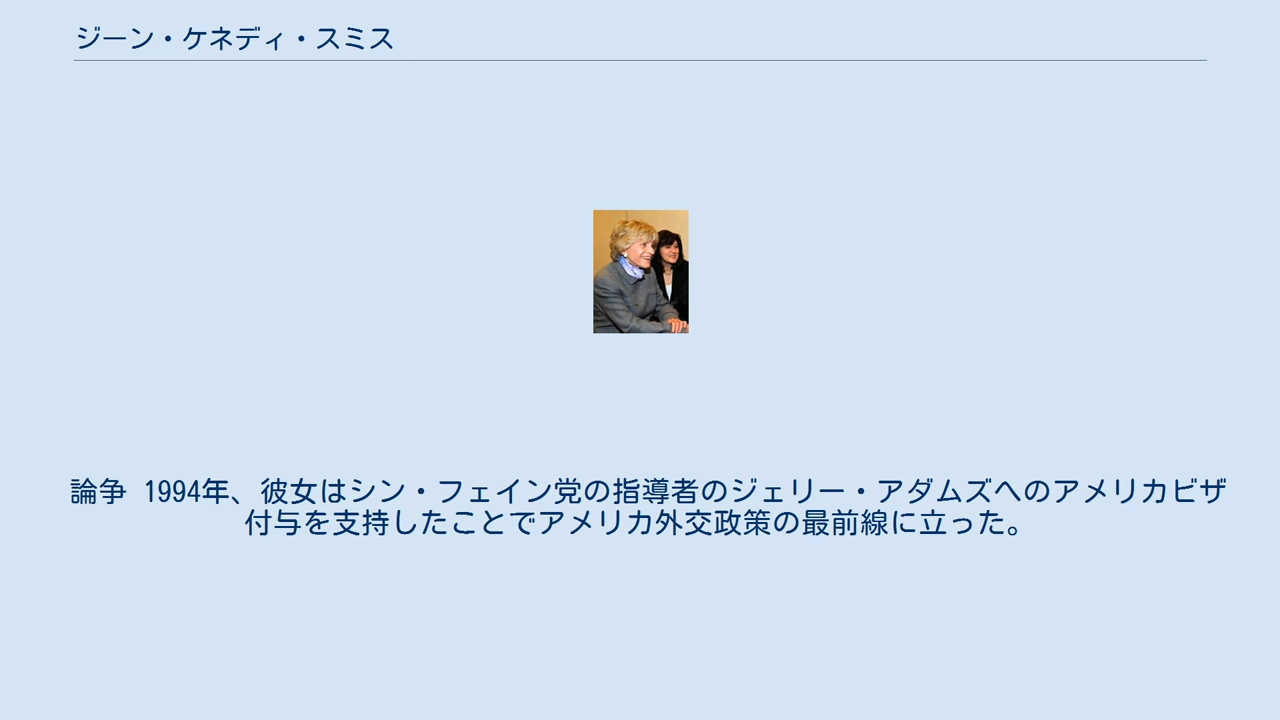 ジーン・ケネディ・スミス
論争 1994年、彼女はシン・フェイン党の指導者のジェリー・アダムズへのアメリカビザ
付与を支持したことでアメリカ外交政策の最前線に立った。